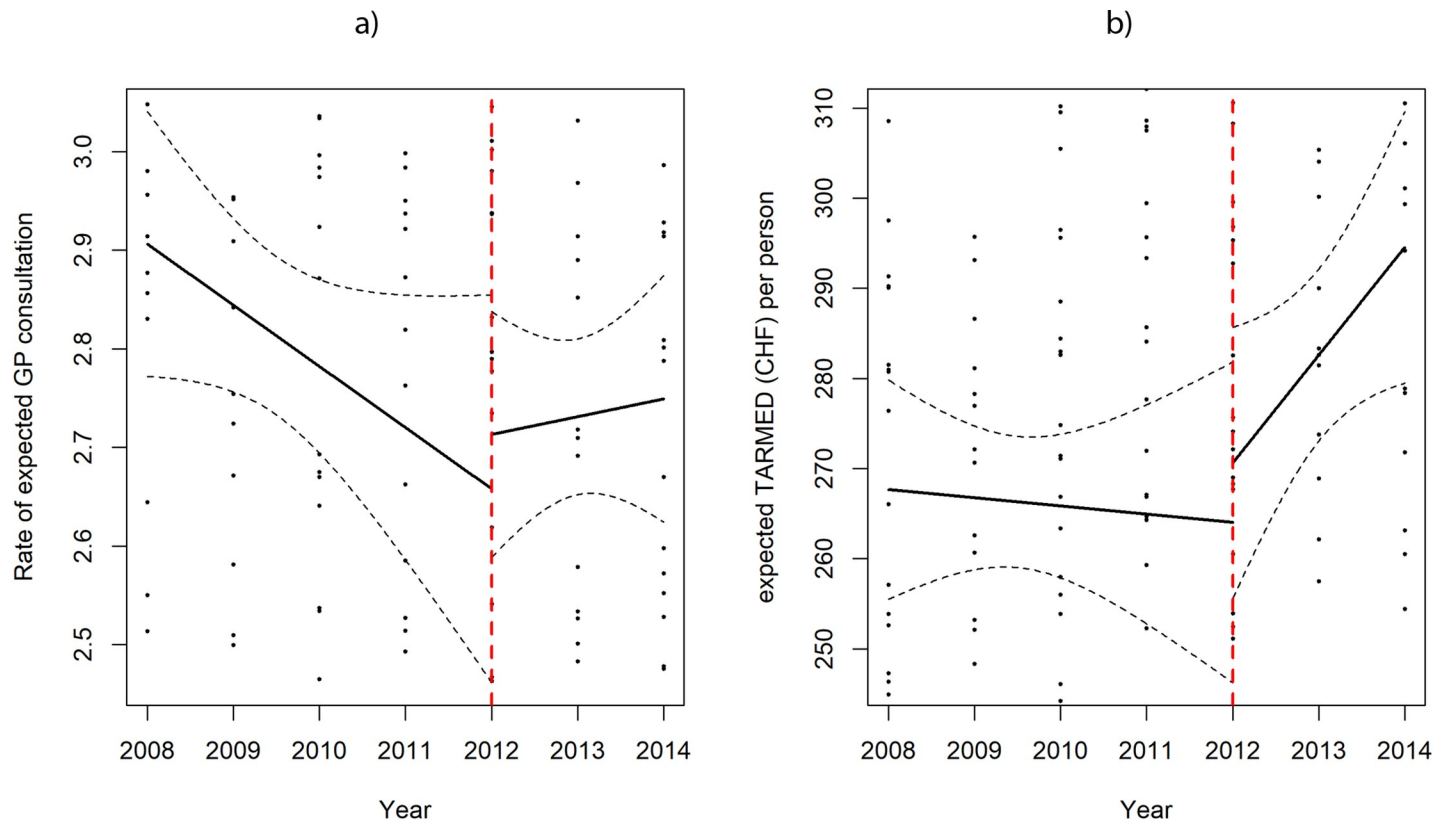 a)
Rate of expected GP consultation
3.0
2.9
2.8
2.7
2.6
2.5
2008 2009 2010 2011 2012 2013 2014
Year
b)
expected TARMED (CHF) per person
310
300
290
280
270
260
250
2008 2009 2010 2011 2012 2013 2014
Year